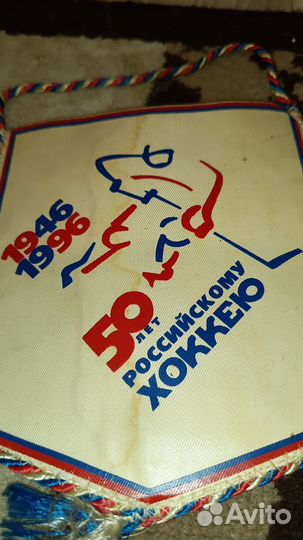 1946
1996
50 ЛЕТ
РОССИЙСКОМУ
ХОККЕЮ
Avito